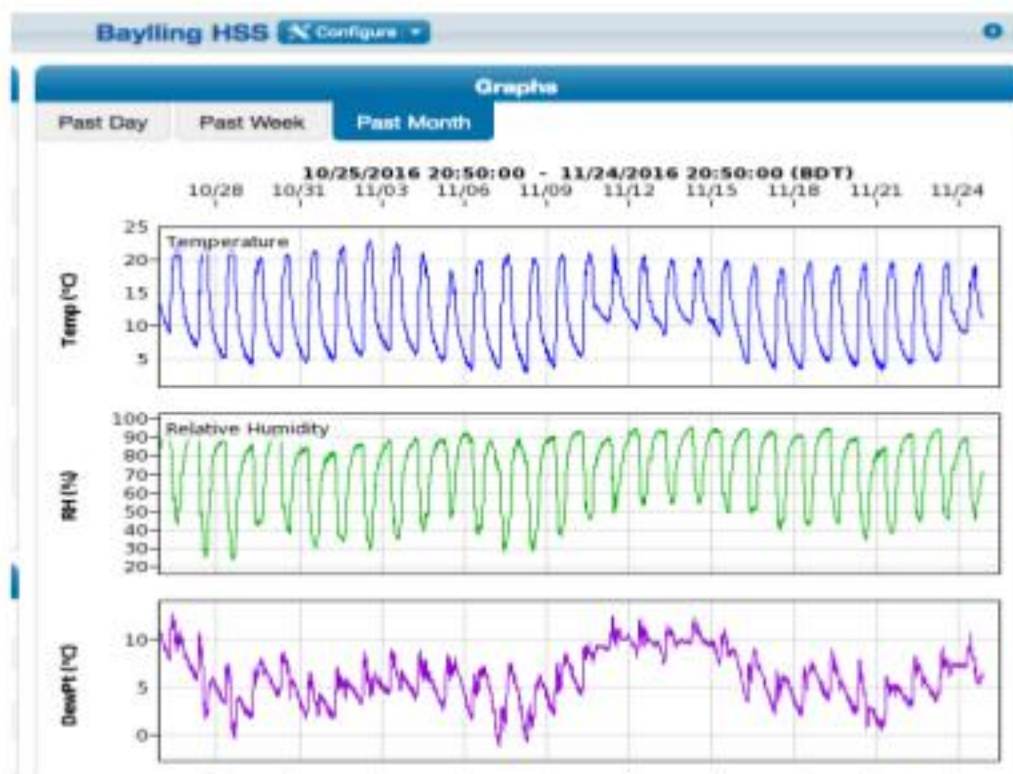 Baylling HSS Configure
Graphs
Past Day Past Week Past Month
10/25/2016 20:50:00 - 11/24/2016 20:50:00 (BDT)
10/28 10/31 11/03 11/06 11/09 11/12 11/15 11/18 11/21 11/24
Temperature
Temp (ºC)
25
20
15
10
5
Relative Humidity
RH (%)
100
90
80
70
60
50
40
30
20
DewPt (ºC)
10
5
0